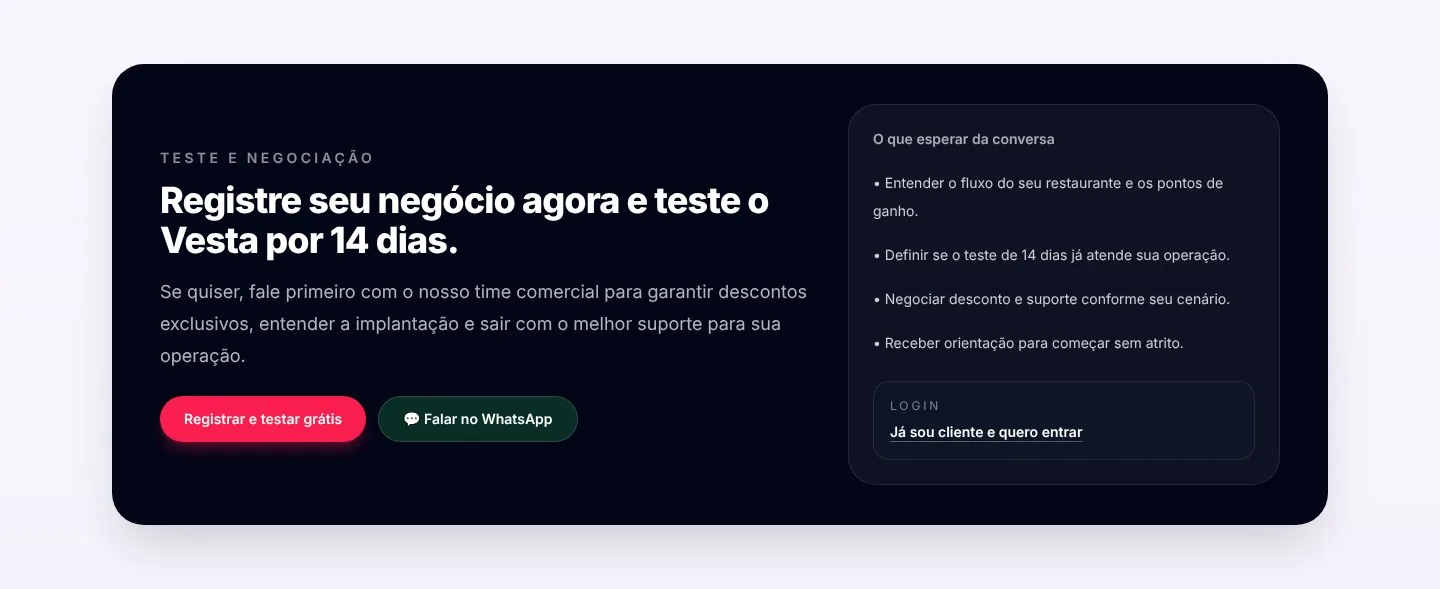 TESTE E NEGOCIAÇÃO
Registre seu negócio agora e teste o
Vesta por 14 dias.
Se quiser, fale primeiro com o nosso time comercial para garantir descontos
exclusivos, entender a implantação e sair com o melhor suporte para sua
operação.
Registrar e testar grátis
💬 Falar no WhatsApp
O que esperar da conversa
• Entender o fluxo do seu restaurante e os pontos de
ganho.
• Definir se o teste de 14 dias já atende sua operação.
• Negociar desconto e suporte conforme seu cenário.
• Receber orientação para começar sem atrito.
LOGIN
Já sou cliente e quero entrar